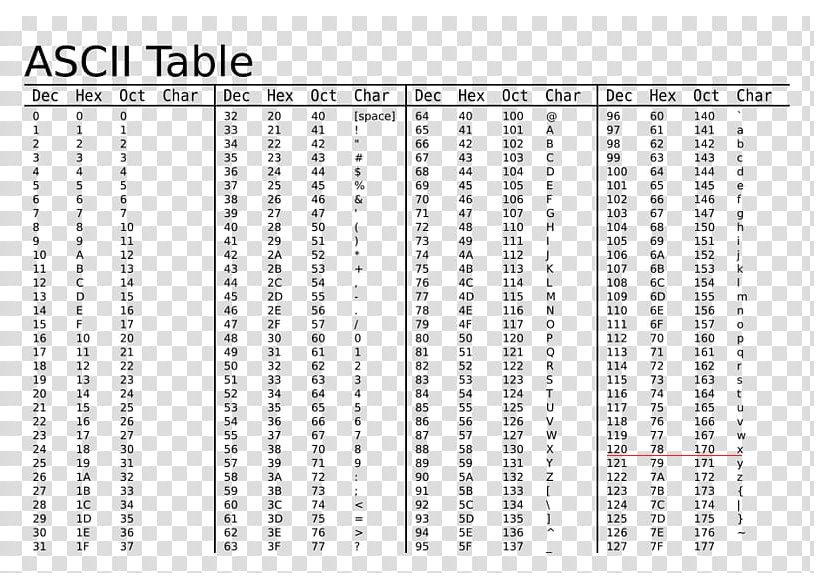 ASCII Table
Dec Hex Oct Char Dec Hex Oct Char Dec Hex Oct Char Dec Hex Oct Char
0 0 0 32 20 40 [space] 64 40 100 @ 96 60 140 `
1 1 1 33 21 41 ! 65 41 101 A 97 61 141 a
2 2 2 34 22 42 " 66 42 102 B 98 62 142 b
3 3 3 35 23 43 # 67 43 103 C 99 63 143 c
4 4 4 36 24 44 $ 68 44 104 D 100 64 144 d
5 5 5 37 25 45 % 69 45 105 E 101 65 145 e
6 6 6 38 26 46 & 70 46 106 F 102 66 146 f
7 7 7 39 27 47 ' 71 47 107 G 103 67 147 g
8 8 10 40 28 50 ( 72 48 110 H 104 68 150 h
9 9 11 41 29 51 ) 73 49 111 I 105 69 151 i
10 A 12 42 2A 52 * 74 4A 112 J 106 6A 152 j
11 B 13 43 2B 53 + 75 4B 113 K 107 6B 153 k
12 C 14 44 2C 54 , 76 4C 114 L 108 6C 154 l
13 D 15 45 2D 55 - 77 4D 115 M 109 6D 155 m
14 E 16 46 2E 56 . 78 4E 116 N 110 6E 156 n
15 F 17 47 2F 57 / 79 4F 117 O 111 6F 157 o
16 10 20 48 30 60 0 80 50 120 P 112 70 160 p
17 11 21 49 31 61 1 81 51 121 Q 113 71 161 q
18 12 22 50 32 62 2 82 52 122 R 114 72 162 r
19 13 23 51 33 63 3 83 53 123 S 115 73 163 s
20 14 24 52 34 64 4 84 54 124 T 116 74 164 t
21 15 25 53 35 65 5 85 55 125 U 117 75 165 u
22 16 26 54 36 66 6 86 56 126 V 118 76 166 v
23 17 27 55 37 67 7 87 57 127 W 119 77 167 w
24 18 30 56 38 70 8 88 58 130 X 120 78 170 x
25 19 31 57 39 71 9 89 59 131 Y 121 79 171 y
26 1A 32 58 3A 72 : 90 5A 132 Z 122 7A 172 z
27 1B 33 59 3B 73 ; 91 5B 133 [ 123 7B 173 {
28 1C 34 60 3C 74 < 92 5C 134 \ 124 7C 174 |
29 1D 35 61 3D 75 = 93 5D 135 ] 125 7D 175 }
30 1E 36 62 3E 76 > 94 5E 136 ^ 126 7E 176 ~
31 1F 37 63 3F 77 ? 95 5F 137 _ 127 7F 177